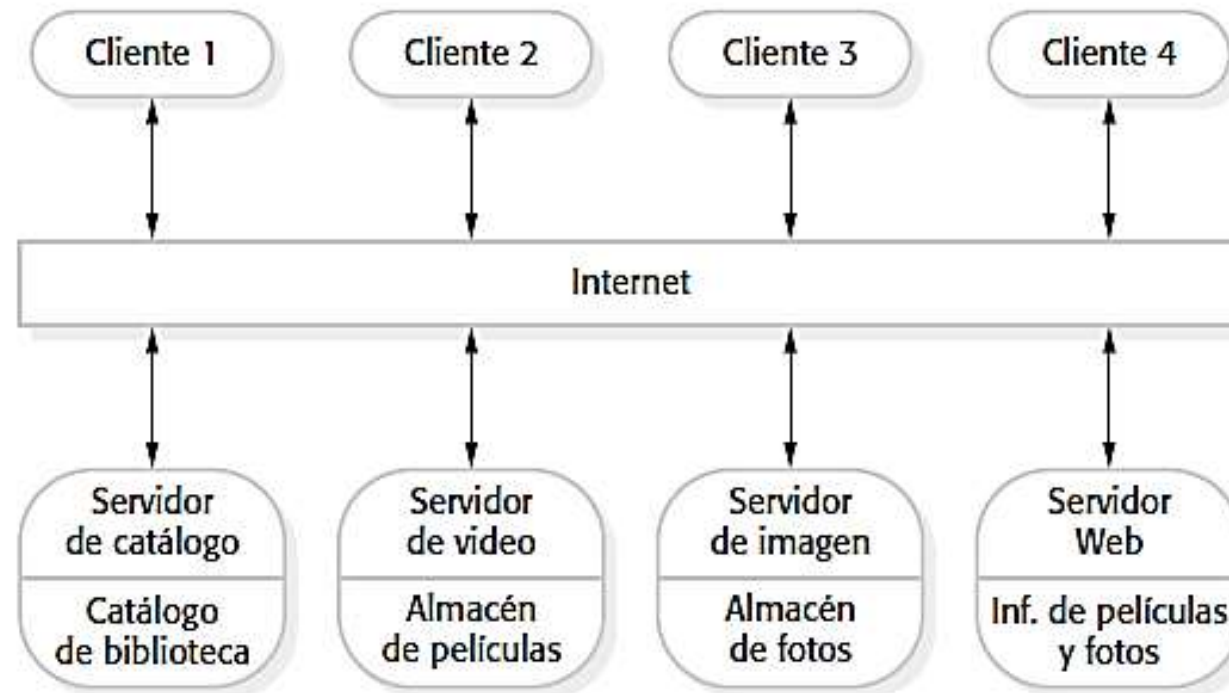 Cliente 1
Cliente 2
Cliente 3
Cliente 4
Internet
Servidor
de catálogo
Catálogo
de biblioteca
Servidor
de video
Almacén
de películas
Servidor
de imagen
Almacén
de fotos
Servidor
Web
Inf. de películas
y fotos